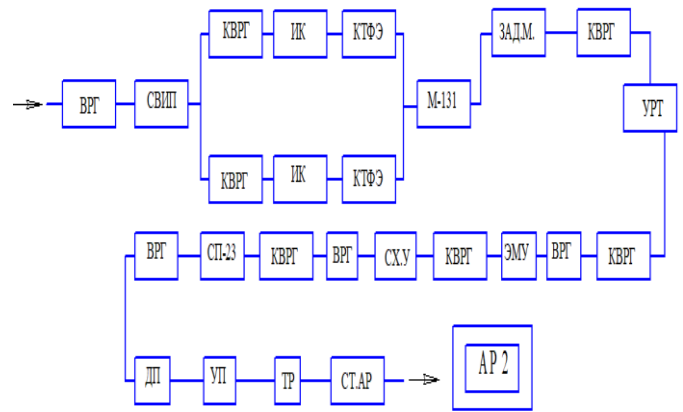 КВРГ ИК КТФЭ
ЗАД.М. КВРГ
ВРГ СВИП М-131 УРТ
КВРГ ИК КТФЭ
ВРГ СП-23 КВРГ ВРГ СХ.У КВРГ ЭМУ ВРГ КВРГ
ДП УП ТР СТ.АР АР 2